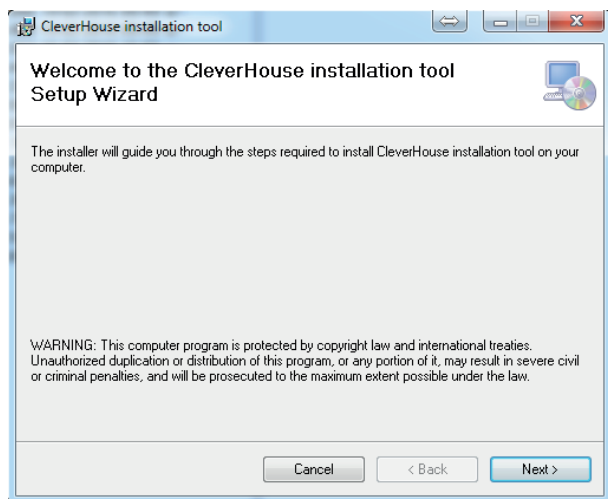 CleverHouse installation tool
Welcome to the CleverHouse installation tool
Setup Wizard
The installer will guide you through the steps required to install CleverHouse installation tool on your
computer.
WARNING: This computer program is protected by copyright law and international treaties.
Unauthorized duplication or distribution of this program, or any portion of it, may result in severe civil
or criminal penalties, and will be prosecuted to the maximum extent possible under the law.
Cancel < Back Next >